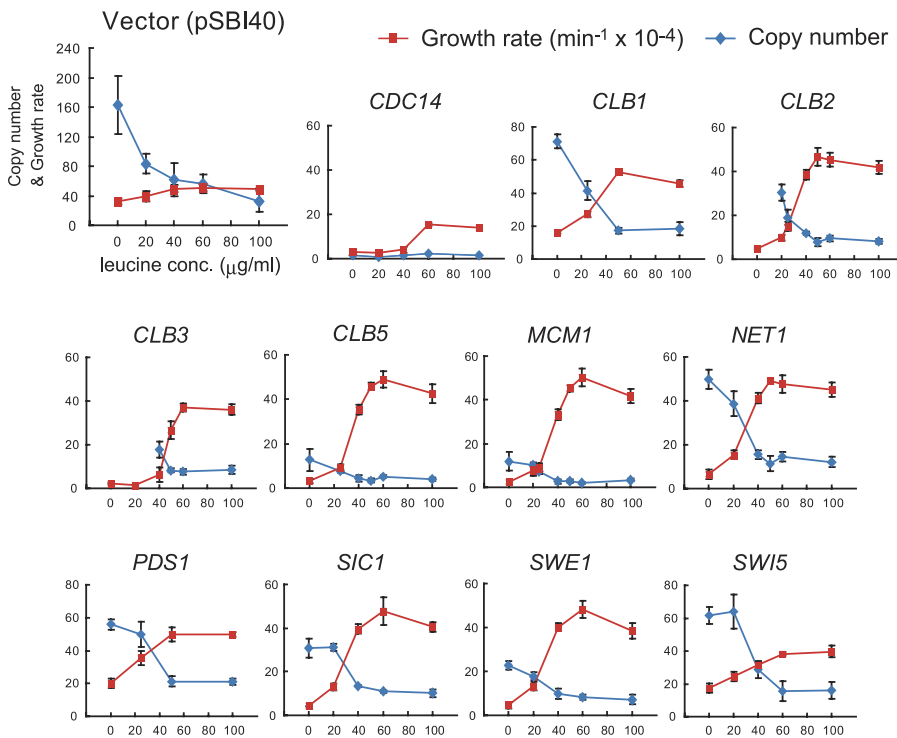 Vector (pSBI40)
Growth rate (min-1 x 10-4) Copy number
Copy number
& Growth rate
240
200
160
120
80
40
0
0 20 40 60 100
leucine conc. (μg/ml)
CDC14
60
40
20
0
0 20 40 60 80 100
CLB1
80
60
40
20
0
0 20 40 60 80 100
CLB2
60
40
20
0
0 20 40 60 80 100
CLB3
60
40
20
0
0 20 40 60 80 100
CLB5
60
40
20
0
0 20 40 60 80 100
MCM1
60
40
20
0
0 20 40 60 80 100
NET1
60
40
20
0
0 20 40 60 80 100
PDS1
80
60
40
20
0
0 20 40 60 80 100
SIC1
60
40
20
0
0 20 40 60 80 100
SWE1
60
40
20
0
0 20 40 60 80 100
SWI5
80
60
40
20
0
0 20 40 60 80 100